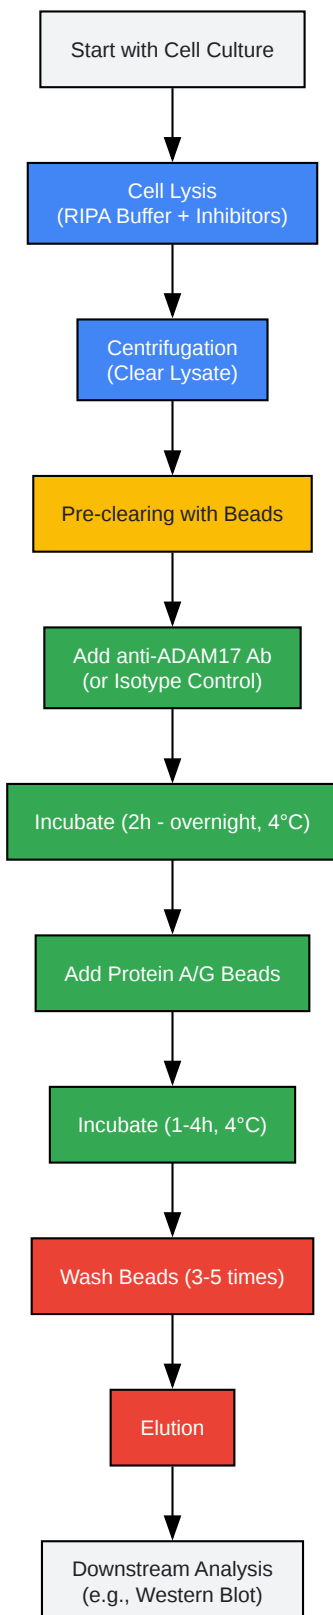 Start with Cell Culture
Cell Lysis
(RIPA Buffer + Inhibitors)
Centrifugation
(Clear Lysate)
Pre-clearing with Beads
Add anti-ADAM17 Ab
(or Isotype Control)
Incubate (2h - overnight, 4°C)
Add Protein A/G Beads
Incubate (1-4h, 4°C)
Wash Beads (3-5 times)
Elution
Downstream Analysis
(e.g., Western Blot)